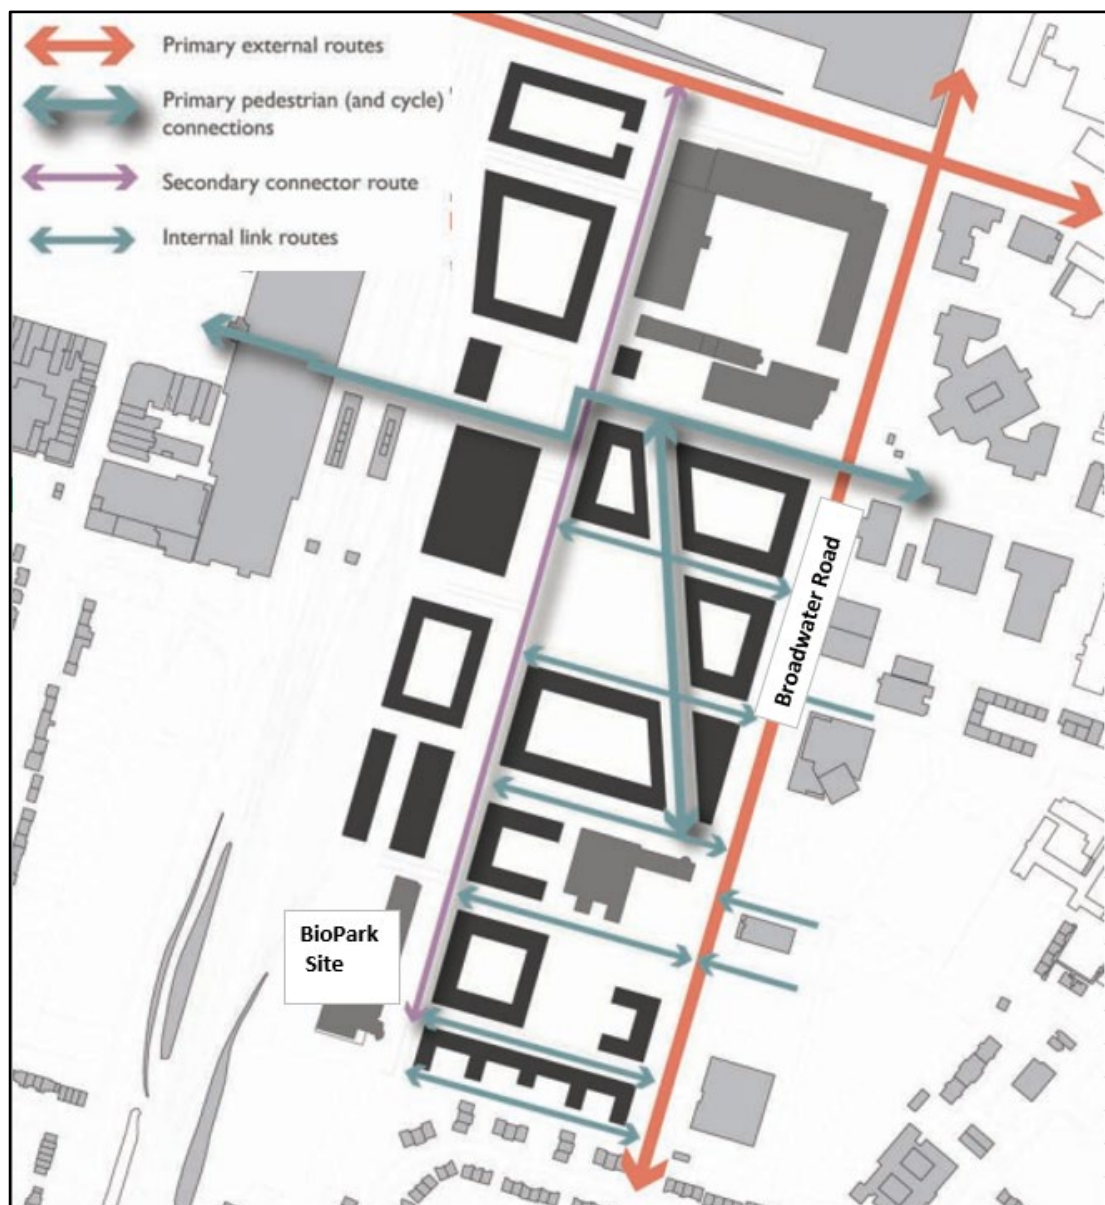 Primary external routes
Primary pedestrian (and cycle)
connections
Secondary connector route
Internal link routes
Broadwater Road
BioPark
Site